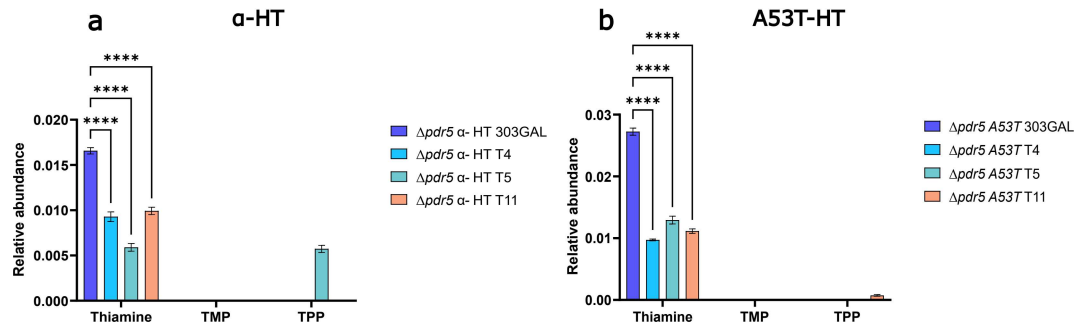 a
α-HT
****
****
****
Relative abundance
0.020
0.015
0.010
0.005
0.000
Thiamine TMP TPP
Δpdr5 α- HT 303GAL
Δpdr5 α- HT T4
Δpdr5 α- HT T5
Δpdr5 α- HT T11
b
A53T-HT
****
****
****
Relative abundance
0.03
0.02
0.01
0.00
Thiamine TMP TPP
Δpdr5 A53T 303GAL
Δpdr5 A53T T4
Δpdr5 A53T T5
Δpdr5 A53T T11